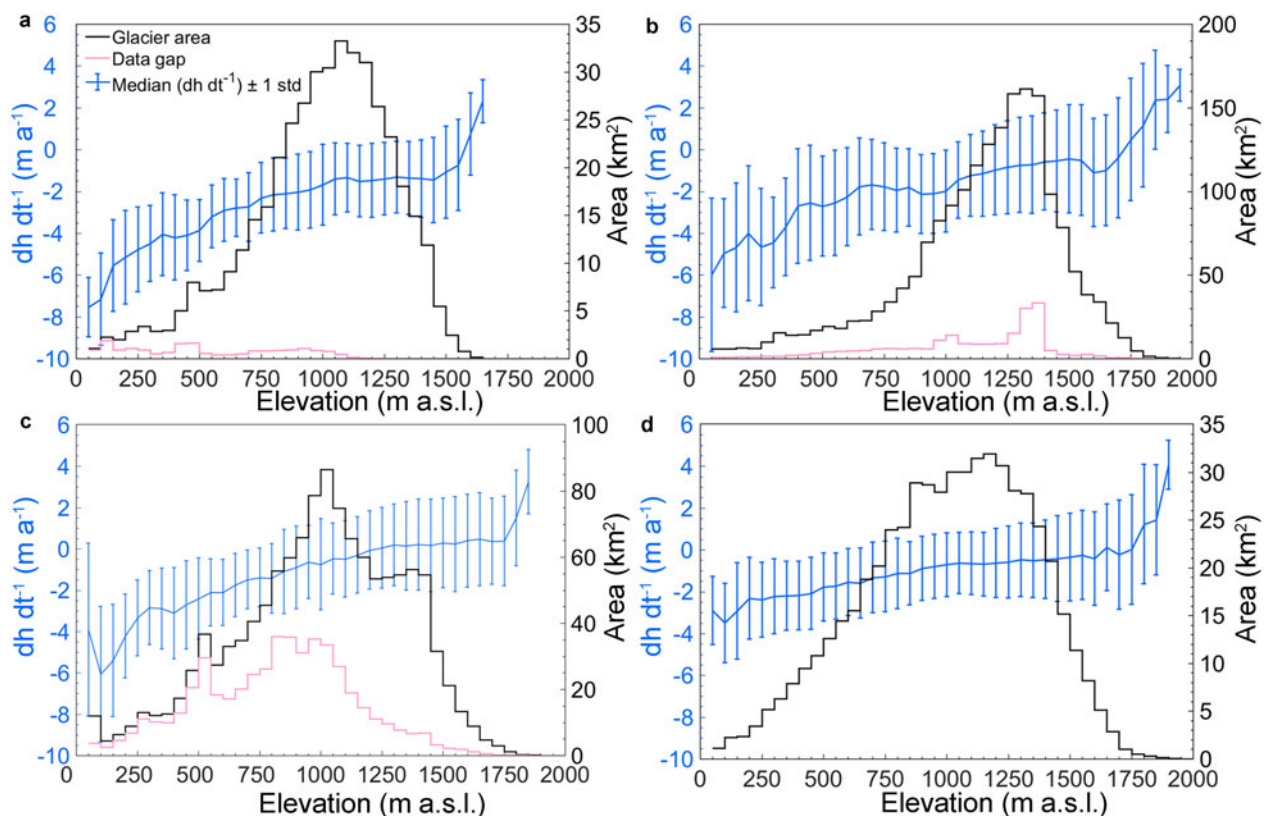 a
Glacier area
Data gap
Median (dh dt⁻¹) ± 1 std
6
4
2
0
-2
-4
-6
-8
-10
dh dt⁻¹ (m a⁻¹)
35
30
25
20
15
10
5
0
Area (km²)
0 250 500 750 1000 1250 1500 1750 2000
Elevation (m a.s.l.)
b
6
4
2
0
-2
-4
-6
-8
-10
dh dt⁻¹ (m a⁻¹)
200
150
100
50
0
Area (km²)
0 250 500 750 1000 1250 1500 1750 2000
Elevation (m a.s.l.)
c
6
4
2
0
-2
-4
-6
-8
-10
dh dt⁻¹ (m a⁻¹)
100
80
60
40
20
0
Area (km²)
0 250 500 750 1000 1250 1500 1750 2000
Elevation (m a.s.l.)
d
6
4
2
0
-2
-4
-6
-8
-10
dh dt⁻¹ (m a⁻¹)
35
30
25
20
15
10
5
0
Area (km²)
0 250 500 750 1000 1250 1500 1750 2000
Elevation (m a.s.l.)